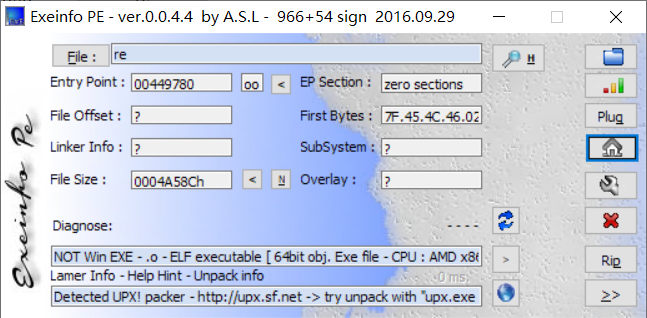 Exeinfo PE - ver.0.0.4.4 by A.S.L - 966+54 sign 2016.09.29
File : re H
Entry Point : 00449780 oo < EP Section : zero sections
File Offset : ? First Bytes : 7F.45.4C.46.02 Plug
Linker Info : ? SubSystem : ?
File Size : 0004A58Ch < N Overlay : ?
Diagnose: - - - -
NOT Win EXE - .o - ELF executable [ 64bit obj. Exe file - CPU : AMD x86 > Rip
Lamer Info - Help Hint - Unpack info 0 ms.
Detected UPX! packer - http://upx.sf.net -> try unpack with "upx.exe >>
Exeinfo Pe